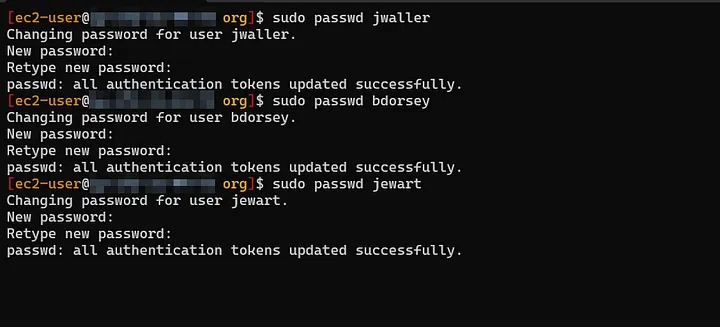 [ec2-user@ org]$ sudo passwd jwaller
Changing password for user jwaller.
New password:
Retype new password:
passwd: all authentication tokens updated successfully.
[ec2-user@ org]$ sudo passwd bdorsey
Changing password for user bdorsey.
New password:
Retype new password:
passwd: all authentication tokens updated successfully.
[ec2-user@ org]$ sudo passwd jewart
Changing password for user jewart.
New password:
Retype new password:
passwd: all authentication tokens updated successfully.